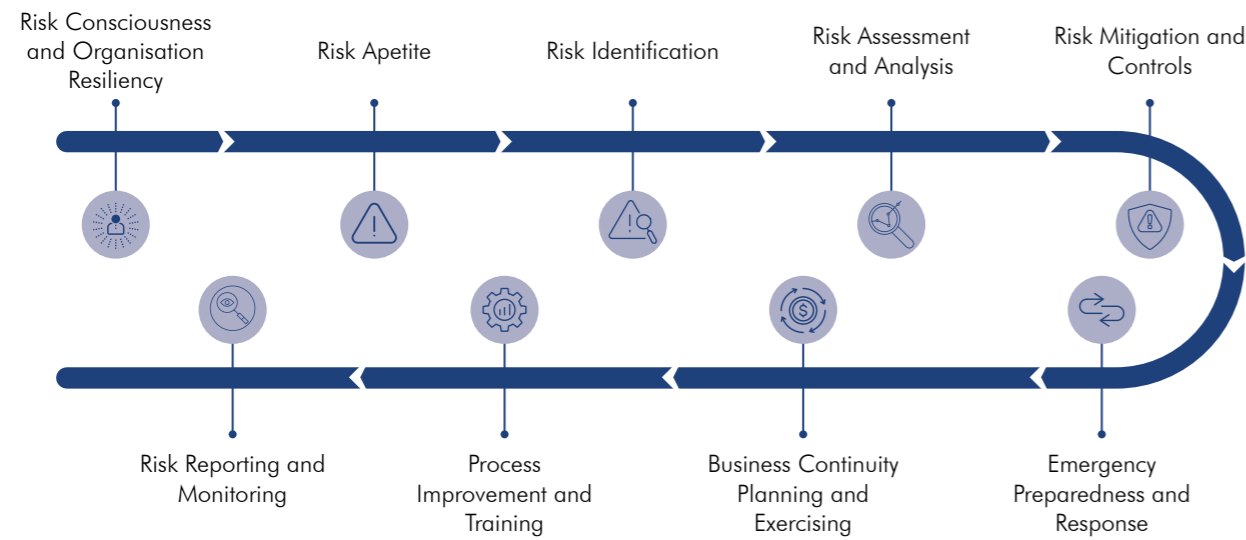 Risk Consciousness
and Organisation
Resiliency
Risk Apetite
Risk Identification
Risk Assessment
and Analysis
Risk Mitigation and
Controls
$
Risk Reporting and
Monitoring
Process
Improvement and
Training
Business Continuity
Planning and
Exercising
Emergency
Preparedness and
Response